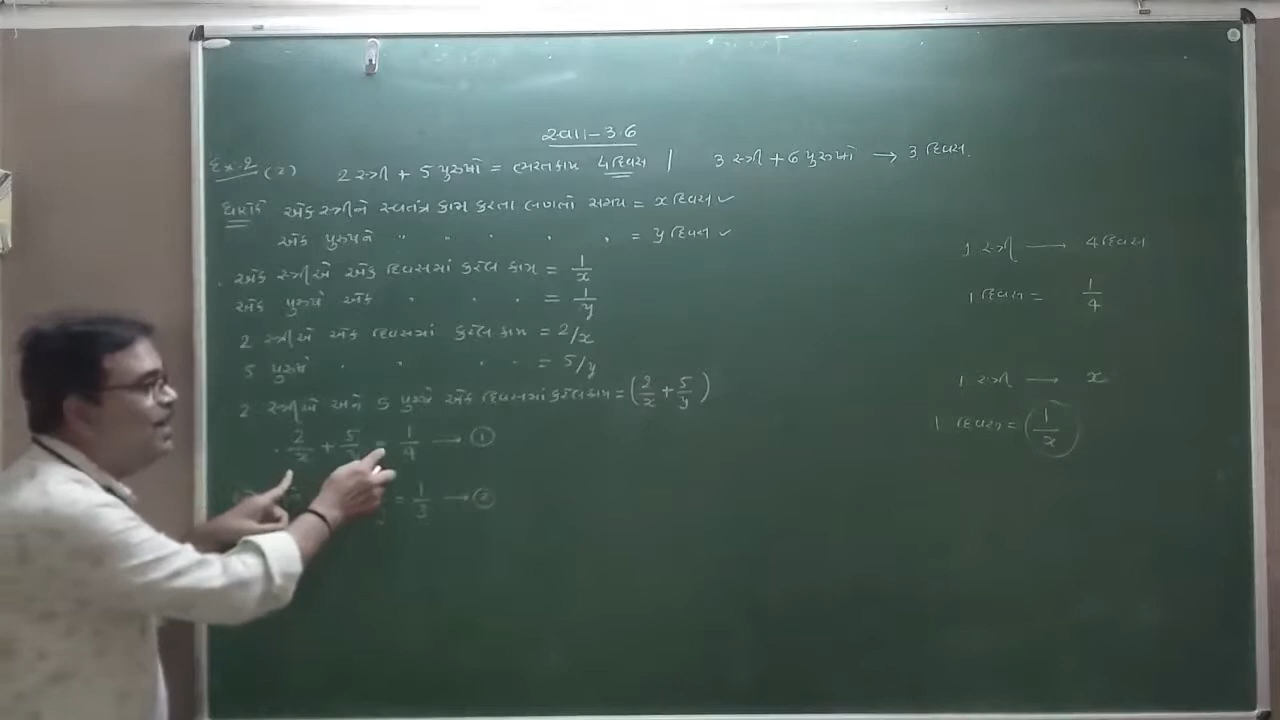 સ્વા।-3.6
Ex-2 (2) 2 સ્ત્રી + 5 પુરુષો = ભરતકામ 4 દિવસ | 3 સ્ત્રી + 6 પુરુષો → 3 દિવસ.
ધારોકે એક સ્ત્રીને સ્વતંત્ર કામ કરતા લાગતો સમય = x દિવસ ✓
એક પુરુષને " " " " " = y દિવસ ✓
. એક સ્ત્રીએ એક દિવસમાં કરેલ કામ = 1/x
એક પુરુષે એક " " " = 1/y
2 સ્ત્રીએ એક દિવસમાં કરેલ કામ = 2/x
5 પુરુષે " " " " = 5/y
2 સ્ત્રીએ અને 5 પુરુષે એક દિવસમાં કરેલ કામ = (2/x + 5/y)
2/x + 5/y = 1/4 → ①
= 1/3 → ②
1 સ્ત્રી → 4 દિવસ
1 દિવસ = 1/4
1 સ્ત્રી → x
1 દિવસ = (1/x)